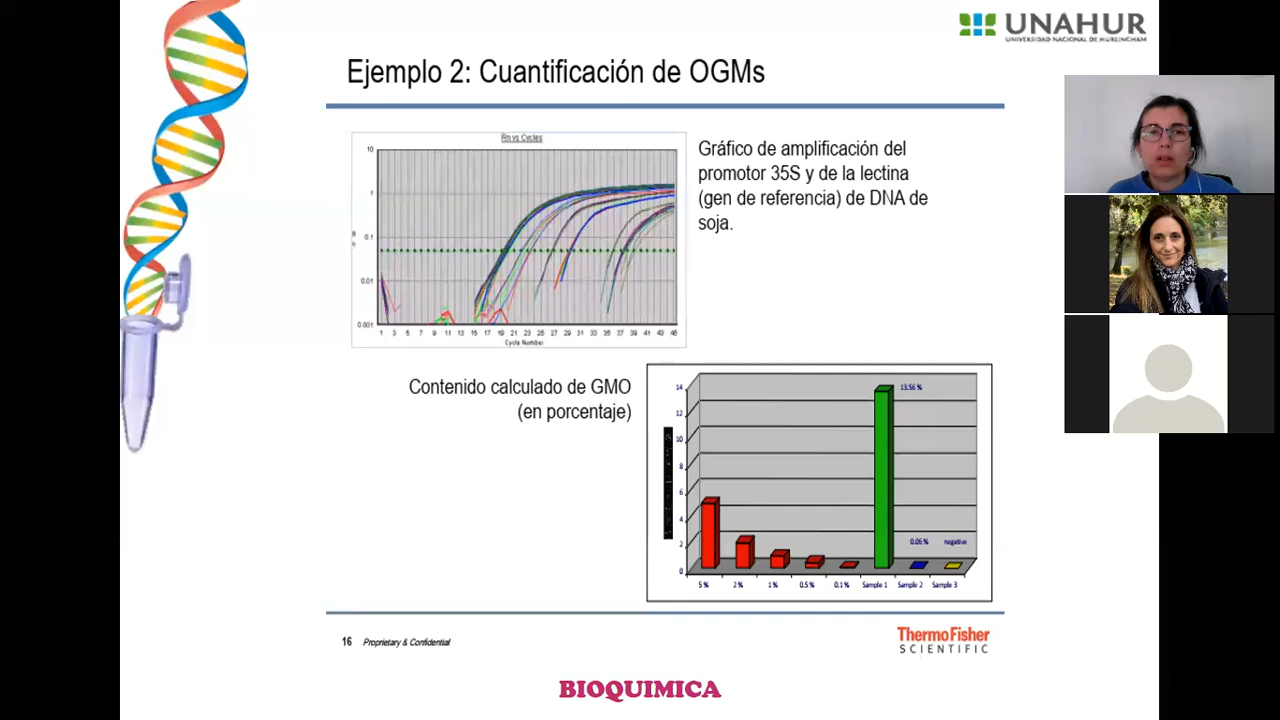 UNAHUR
UNIVERSIDAD NACIONAL DE HURLINGHAM
Ejemplo 2: Cuantificación de OGMs
Rn vs Cycles
10
1
0.1
0.01
0.001
1 3 5 7 9 11 13 15 17 19 21 23 25 27 29 31 33 35 37 39 41 43 45
Cycle Number
Gráfico de amplificación del
promotor 35S y de la lectina
(gen de referencia) de DNA de
soja.
Contenido calculado de GMO
(en porcentaje)
14
12
10
8
6
4
2
0
13.56 %
0.06 % negative
5 % 2 % 1 % 0.5 % 0.1 % Sample 1 Sample 2 Sample 3
16 Proprietary & Confidential
ThermoFisher
SCIENTIFIC
BIOQUIMICA